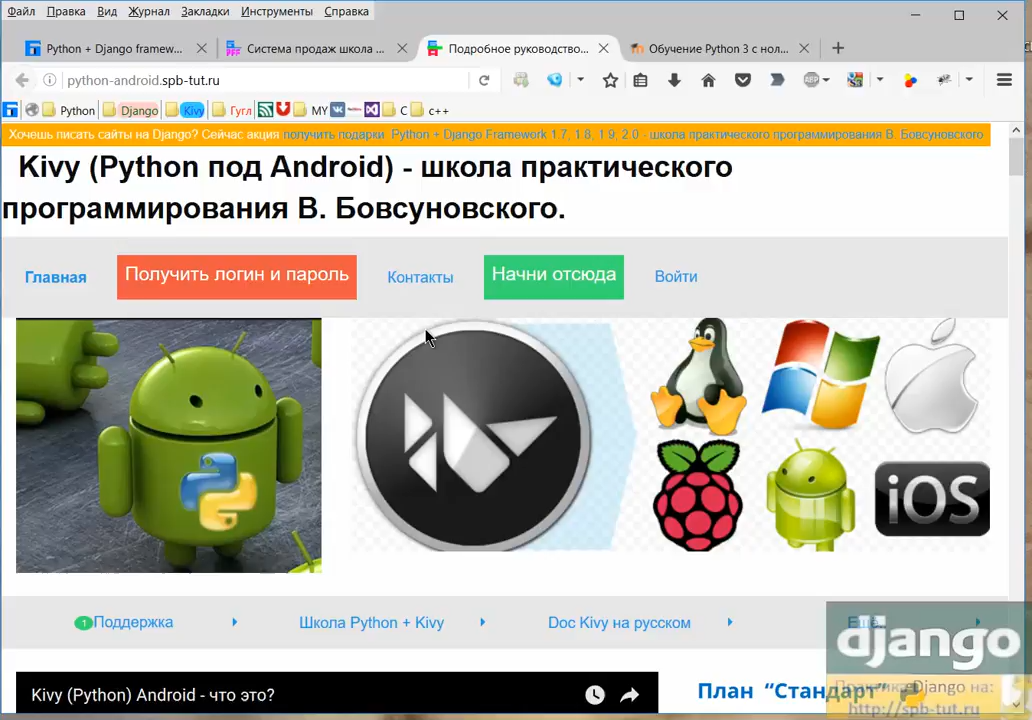 Файл Правка Вид Журнал Закладки Инструменты Справка
Python + Django framew... Система продаж школа ... Подробное руководство... Обучение Python 3 с нол...
python-android.spb-tut.ru
Python Django Kivy Гугл MY C c++
Хочешь писать сайты на Django? Сейчас акция получить подарки Python + Django Framework 1.7, 1.8, 1.9; 2.0 - школа практического программирования В. Бовсуновского
Kivy (Python под Android) - школа практического
программирования В. Бовсуновского.
Главная Получить логин и пароль Контакты Начни отсюда Войти
iOS
1 Поддержка Школа Python + Kivy Doc Kivy на русском Ещё..
django
Kivy (Python) Android - что это?
План “Стандарт”
Django на:
http://spb-tut.ru